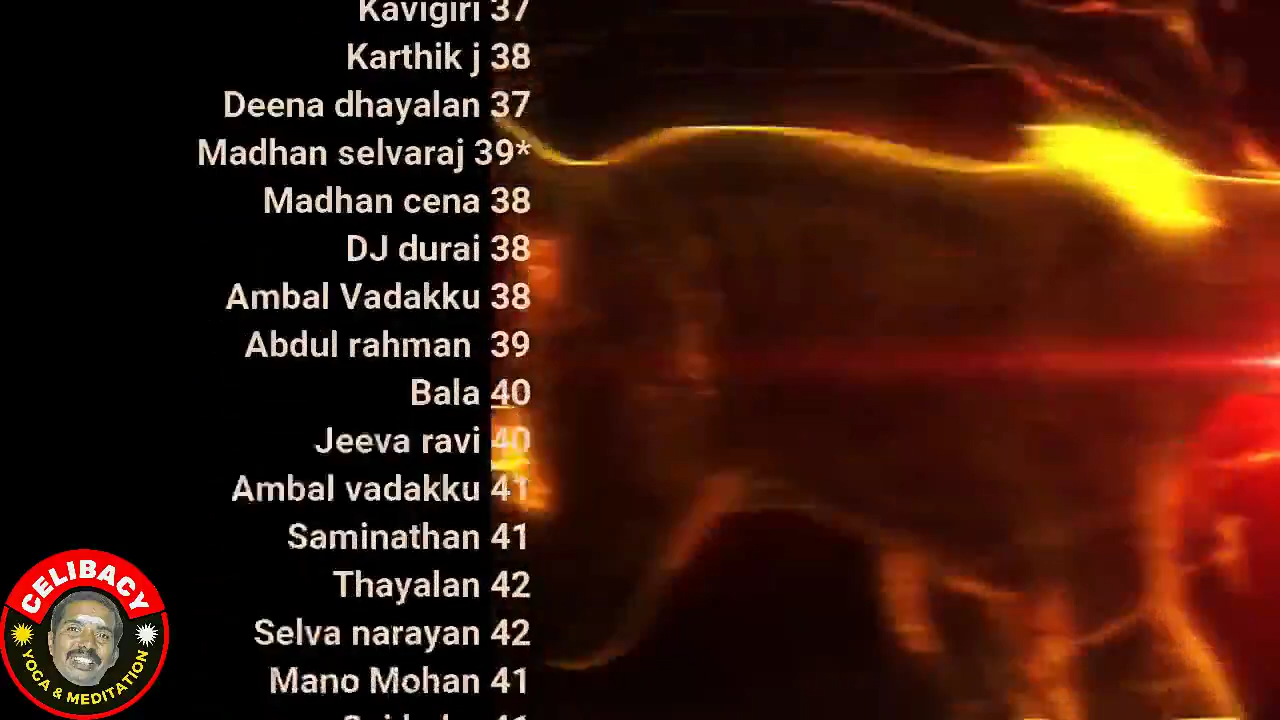 Kavigiri 37
Karthik j 38
Deena dhayalan 37
Madhan selvaraj 39*
Madhan cena 38
DJ durai 38
Ambal Vadakku 38
Abdul rahman 39
Bala 40
Jeeva ravi 40
Ambal vadakku 41
Saminathan 41
Thayalan 42
Selva narayan 42
Mano Mohan 41
CELIBACY
YOGA & MEDITATION